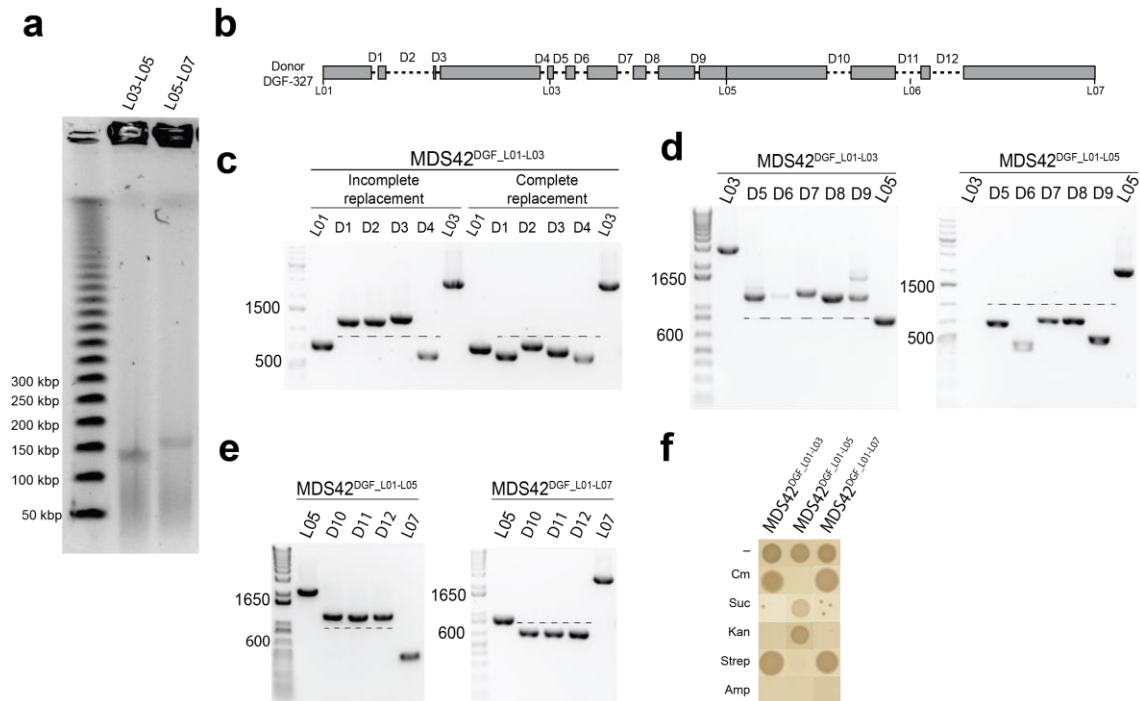 a
L03-L05
L05-L07
300 kbp
250 kbp
200 kbp
150 kbp
100 kbp
50 kbp
b
D1 D2 D3 D4 D5 D6 D7 D8 D9 D10 D11 D12
Donor
DGF-327
L01 L03 L05 L06 L07
c
MDS42DGF_L01-L03
Incomplete Complete
replacement replacement
L01 D1 D2 D3 D4 L03 L01 D1 D2 D3 D4 L03
1500
500
d
MDS42DGF_L01-L03 MDS42DGF_L01-L05
L03 D5 D6 D7 D8 D9 L05 L03 D5 D6 D7 D8 D9 L05
1650
600
1500
500
e
MDS42DGF_L01-L05 MDS42DGF_L01-L07
L05 D10 D11 D12 L07 L05 D10 D11 D12 L07
1650
600
1650
600
f
MDS42DGF_L01-L03
MDS42DGF_L01-L05
MDS42DGF_L01-L07
–
Cm
Suc
Kan
Strep
Amp